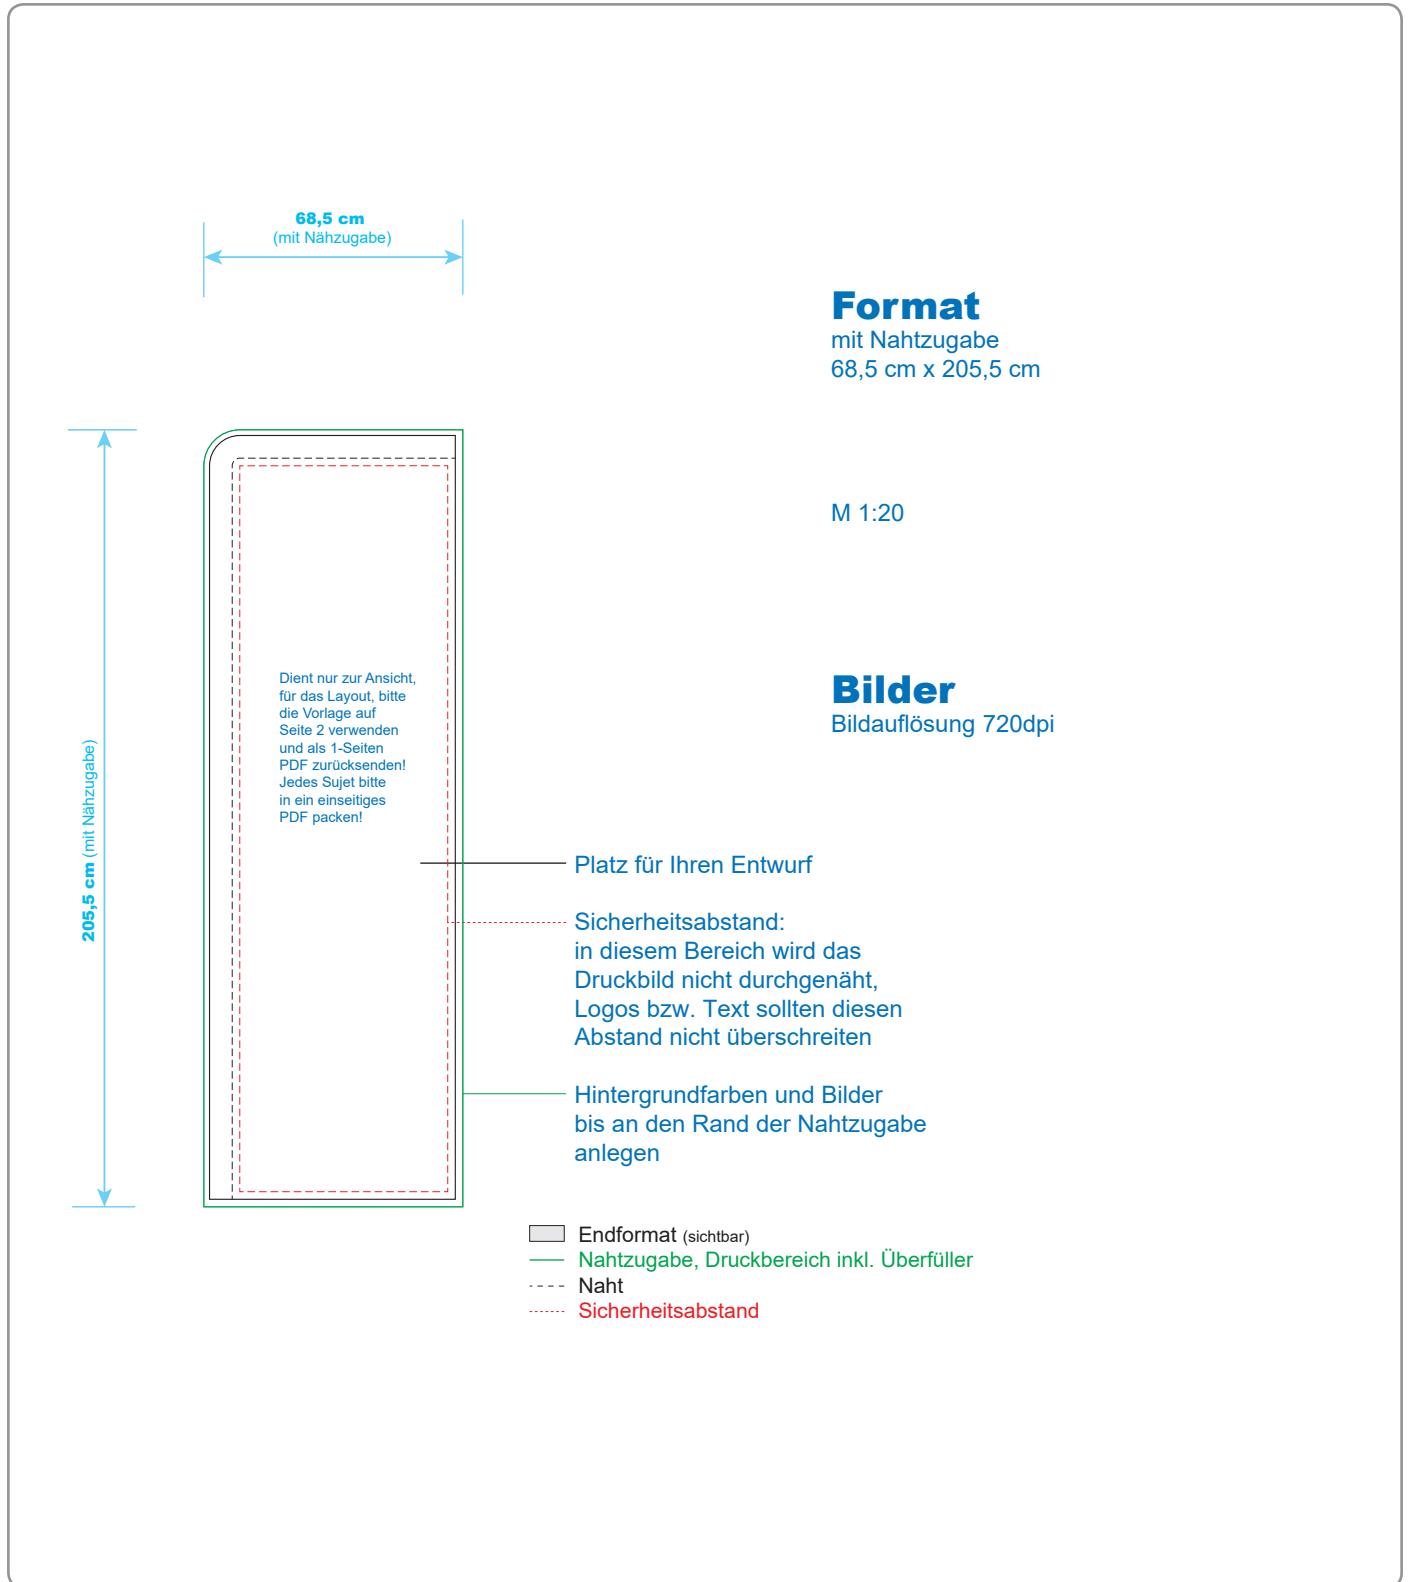 68,5 cm
(mit Nähzugabe)
Format
mit Nahtzugabe
68,5 cm x 205,5 cm
M 1:20
205,5 cm (mit Nähzugabe)
Dient nur zur Ansicht,
für das Layout, bitte
die Vorlage auf
Seite 2 verwenden
und als 1-Seiten
PDF zurücksenden!
Jedes Sujet bitte
in ein einseitiges
PDF packen!
Bilder
Bildauflösung 720dpi
Platz für Ihren Entwurf
Sicherheitsabstand:
in diesem Bereich wird das
Druckbild nicht durchgenäht,
Logos bzw. Text sollten diesen
Abstand nicht überschreiten
Hintergrundfarben und Bilder
bis an den Rand der Nahtzugabe
anlegen
Endformat (sichtbar)
Nahtzugabe, Druckbereich inkl. Überfüller
Naht
Sicherheitsabstand